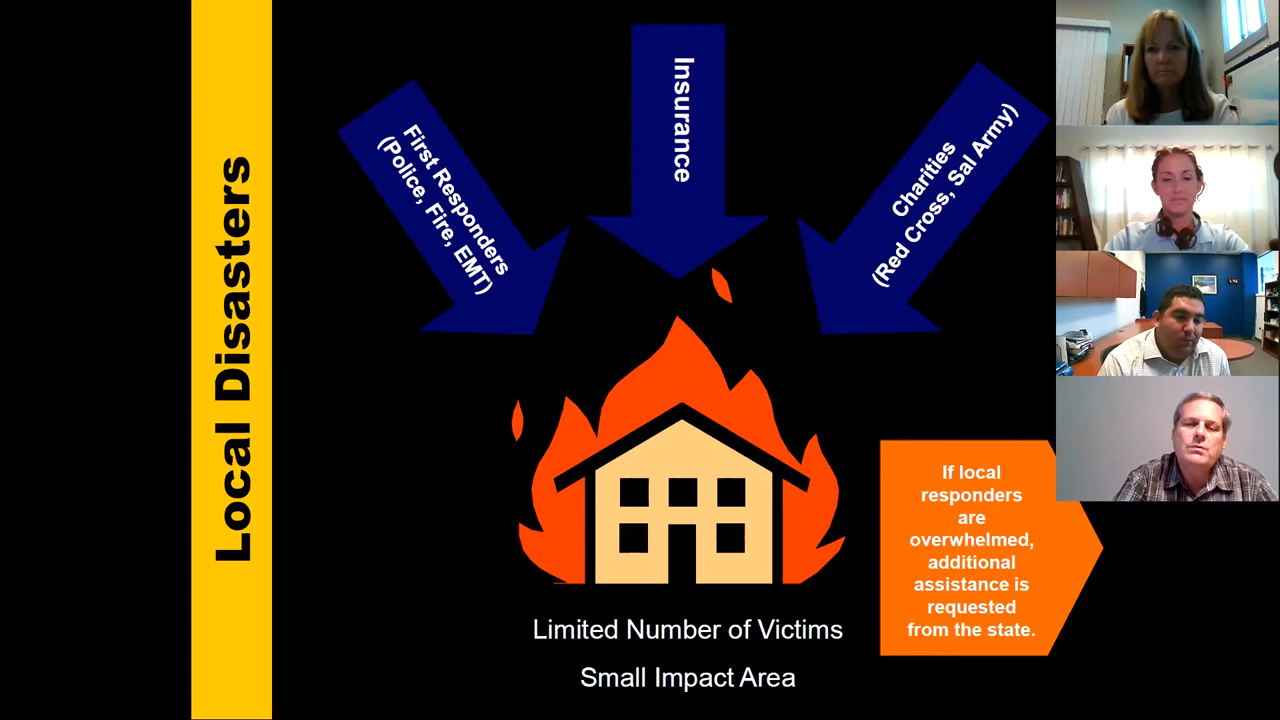 Local Disasters
First Responders
(Police, Fire, EMT)
Insurance
Charities
(Red Cross, Sal Army)
If local
responders
are
overwhelmed,
additional
assistance is
requested
from the state.
Limited Number of Victims
Small Impact Area